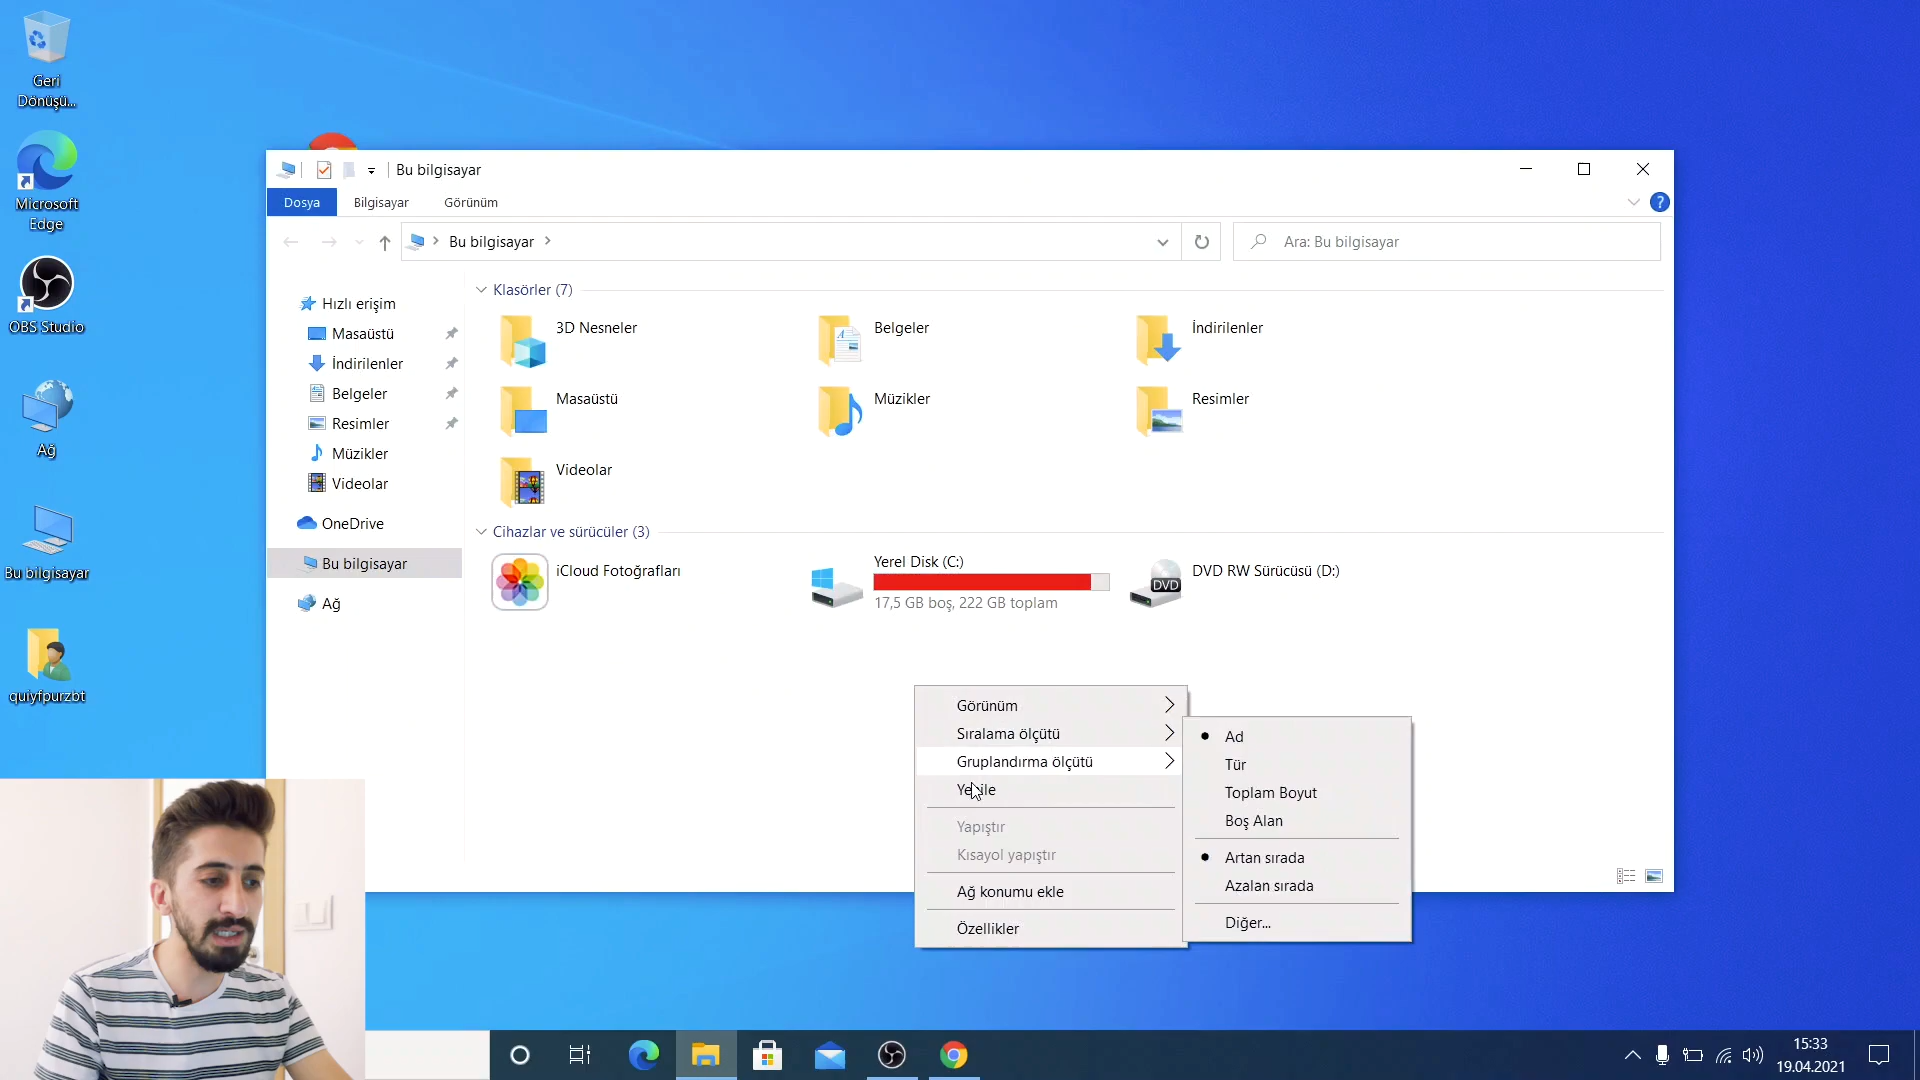 Geri
Dönüşü...
Microsoft
Edge
OBS Studio
Ağ
Bu bilgisayar
quiyfpurzbt
Bu bilgisayar
Dosya
Bilgisayar
Görünüm
?
Bu bilgisayar
Ara: Bu bilgisayar
Hızlı erişim
Masaüstü
İndirilenler
Belgeler
Resimler
Müzikler
Videolar
OneDrive
Bu bilgisayar
Ağ
Klasörler (7)
3D Nesneler
Belgeler
İndirilenler
Masaüstü
Müzikler
Resimler
Videolar
Cihazlar ve sürücüler (3)
iCloud Fotoğrafları
Yerel Disk (C:)
17,5 GB boş, 222 GB toplam
DVD
DVD RW Sürücüsü (D:)
Görünüm
Sıralama ölçütü
Gruplandırma ölçütü
Yenile
Yapıştır
Kısayol yapıştır
Ağ konumu ekle
Özellikler
Ad
Tür
Toplam Boyut
Boş Alan
Artan sırada
Azalan sırada
Diğer...
15:33
19.04.2021